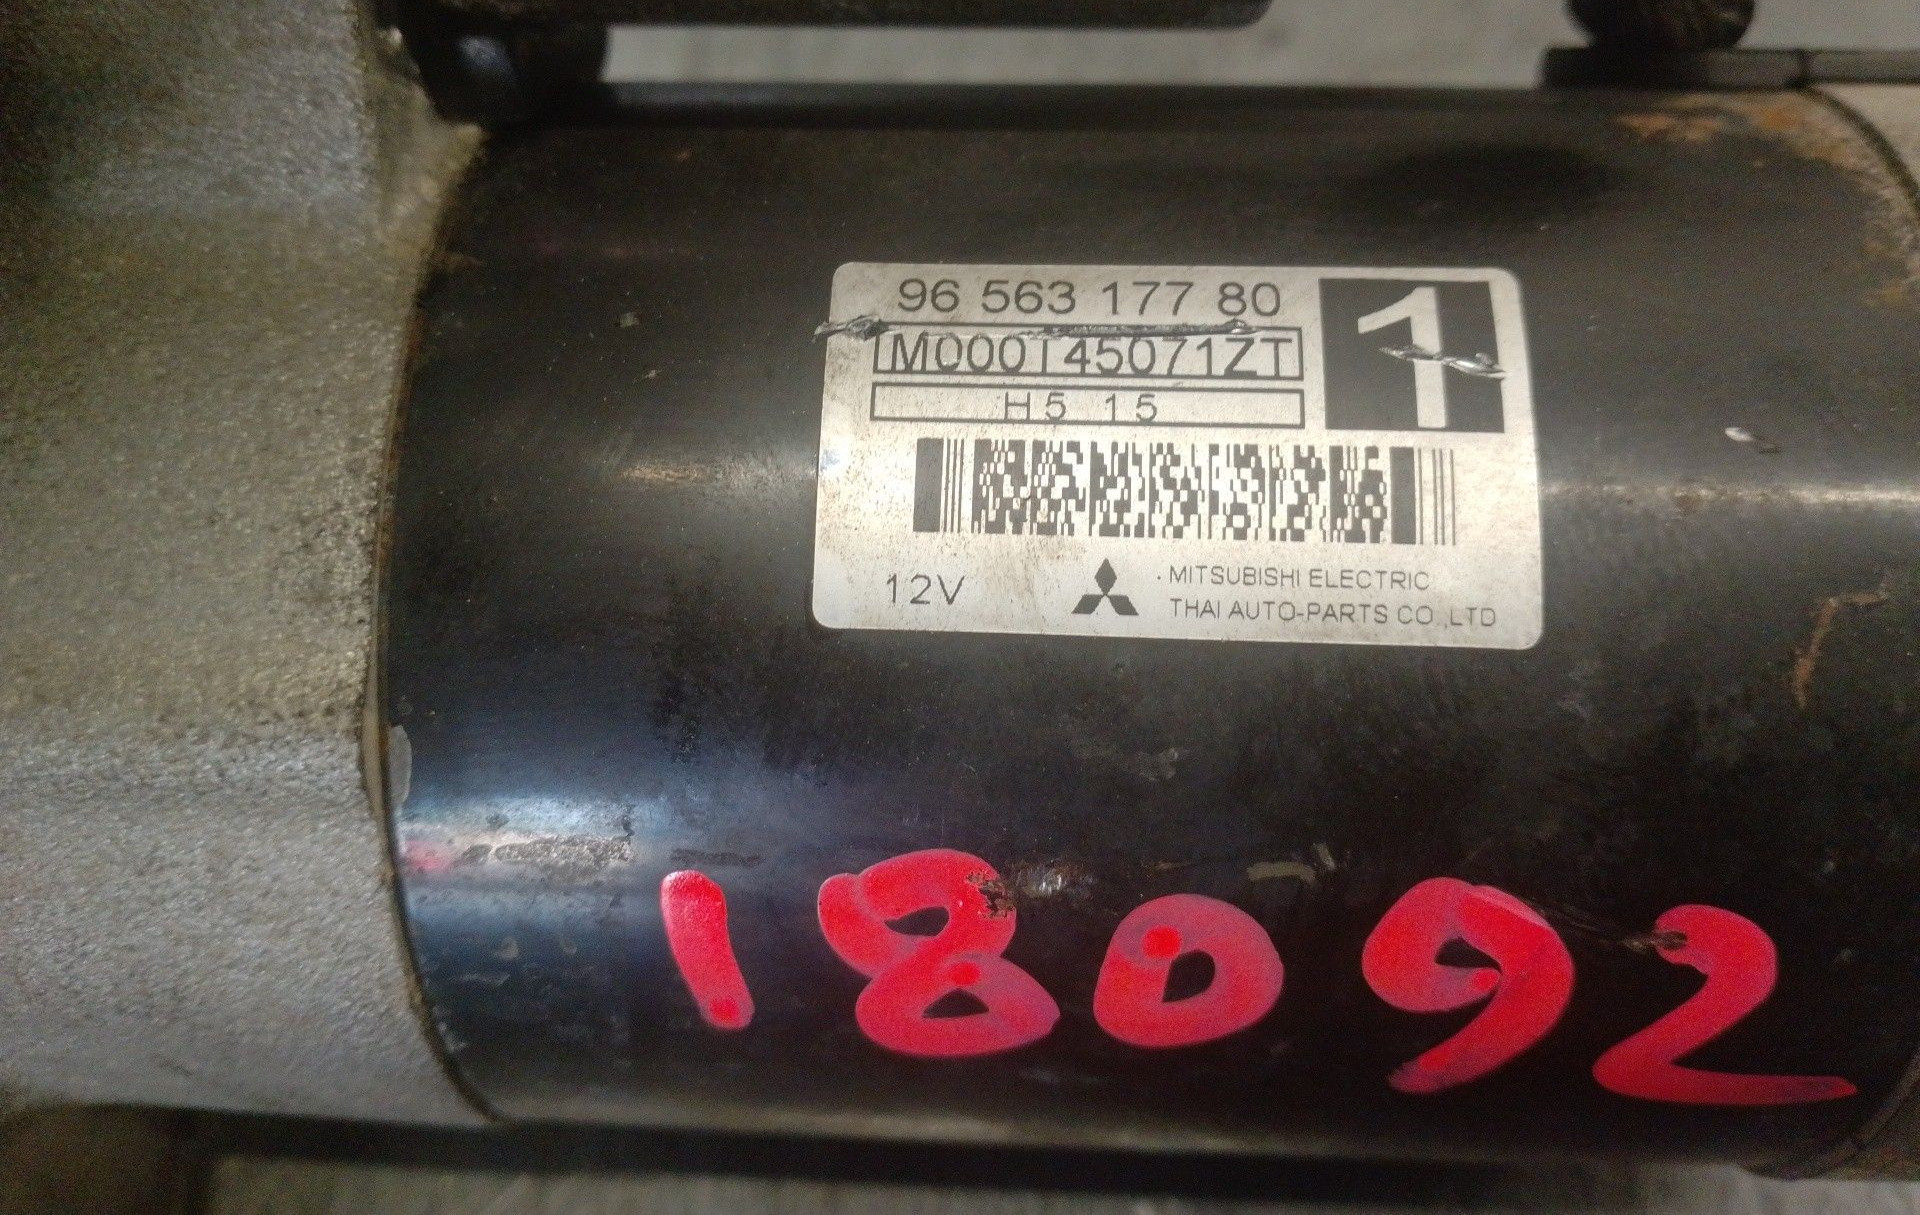 96 563 177 80
1
M000T45071ZT
H5 15
12V
MITSUBISHI ELECTRIC
THAI AUTO-PARTS CO.,LTD
18092